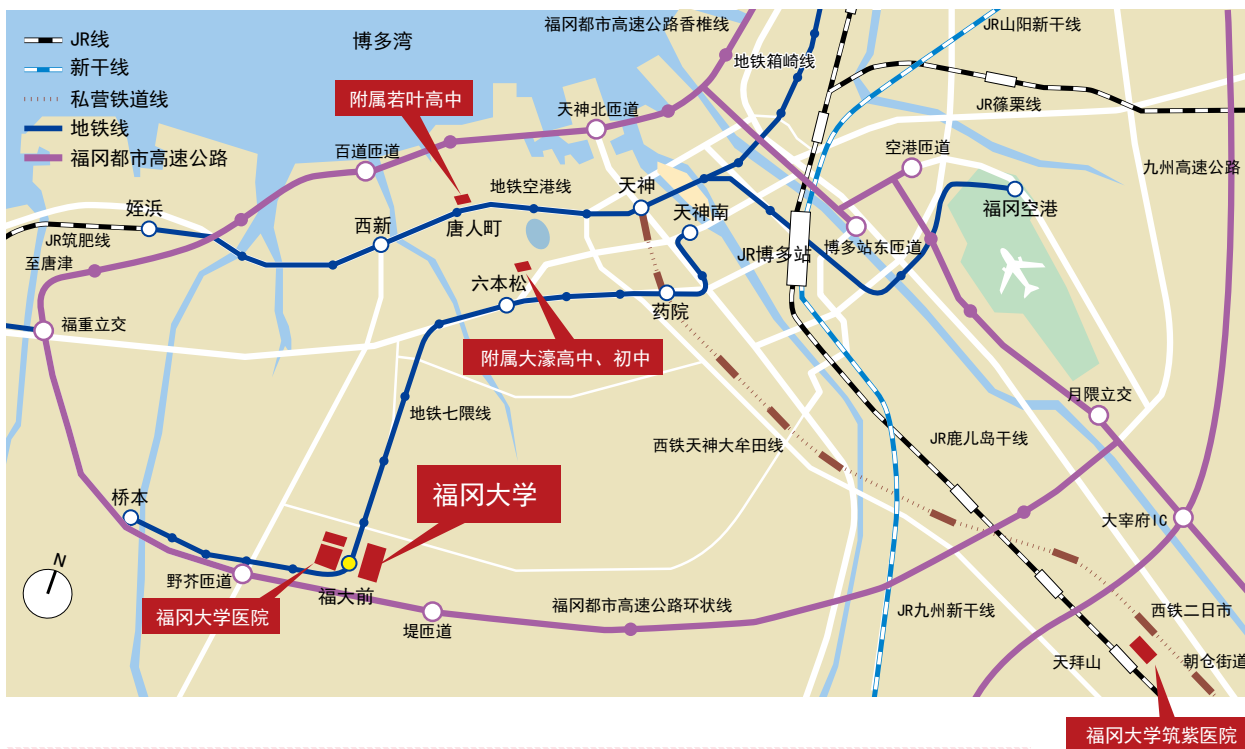 JR线
新干线
私营铁道线
地铁线
福冈都市高速公路
博多湾
福冈都市高速公路香椎线
JR山阳新干线
地铁箱崎线
附属若叶高中
天神北匝道
JR篠栗线
百道匝道
空港匝道
九州高速公路
地铁空港线
天神
姪浜
西新
唐人町
天神南
福冈空港
JR筑肥线
至唐津
JR博多站
博多站东匝道
六本松
药院
福重立交
附属大濠高中、初中
月隈立交
地铁七隈线
西铁天神大牟田线
JR鹿儿岛干线
福冈大学
桥本
大宰府IC
N
野芥匝道
福大前
福冈大学医院
堤匝道
福冈都市高速公路环状线
JR九州新干线
西铁二日市
天拜山
朝仓街道
福冈大学筑紫医院